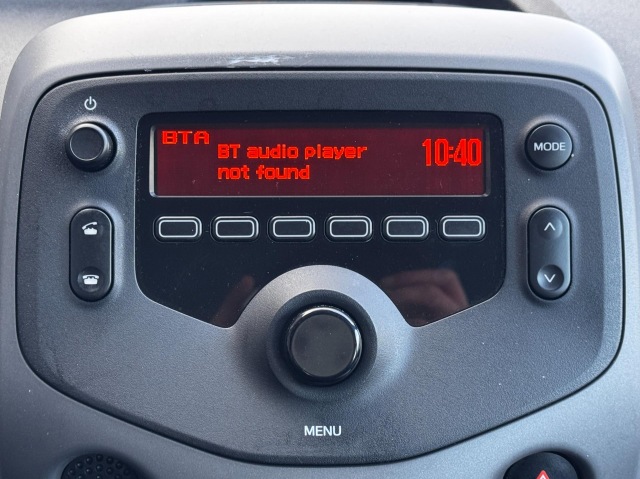 BTA
BT audio player
not found
10:40
MODE
MENU